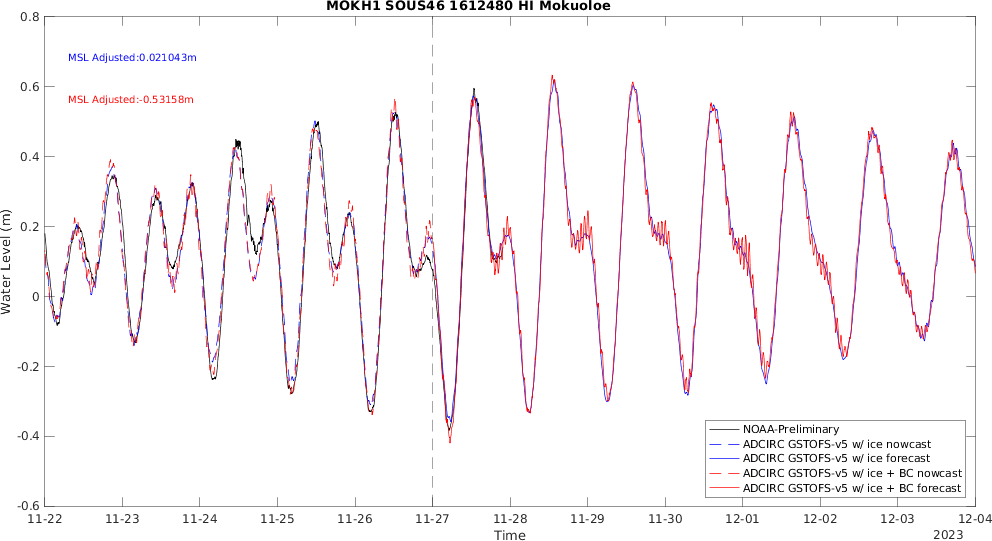 MOKH1 SOUS46 1612480 HI Mokuoloe
MSL Adjusted:0.021043m
MSL Adjusted:-0.53158m
Water Level (m)
0.8
0.6
0.4
0.2
0
-0.2
-0.4
-0.6
NOAA-Preliminary
ADCIRC GSTOFS-v5 w/ ice nowcast
ADCIRC GSTOFS-v5 w/ ice forecast
ADCIRC GSTOFS-v5 w/ ice + BC nowcast
ADCIRC GSTOFS-v5 w/ ice + BC forecast
11-22 11-23 11-24 11-25 11-26 11-27 11-28 11-29 11-30 12-01 12-02 12-03 12-04
Time
2023